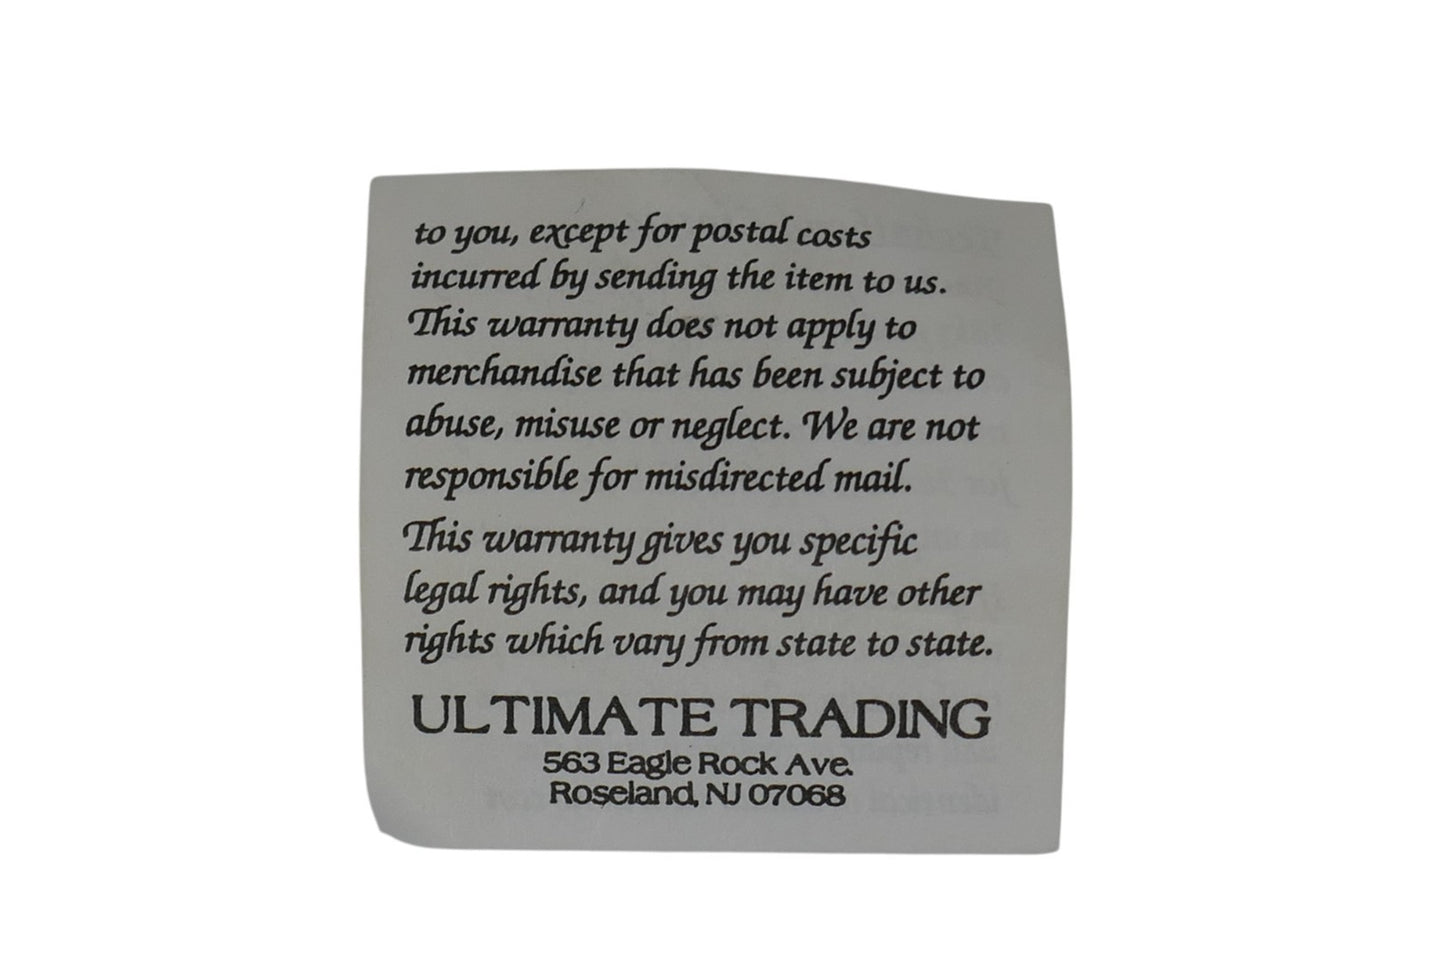 to you, except for postal costs
incurred by sending the item to us.
This warranty does not apply to
merchandise that has been subject to
abuse, misuse or neglect. We are not
responsible for misdirected mail.
This warranty gives you specific
legal rights, and you may have other
rights which vary from state to state.
ULTIMATE TRADING
563 Eagle Rock Ave.
Roseland, NJ 07068